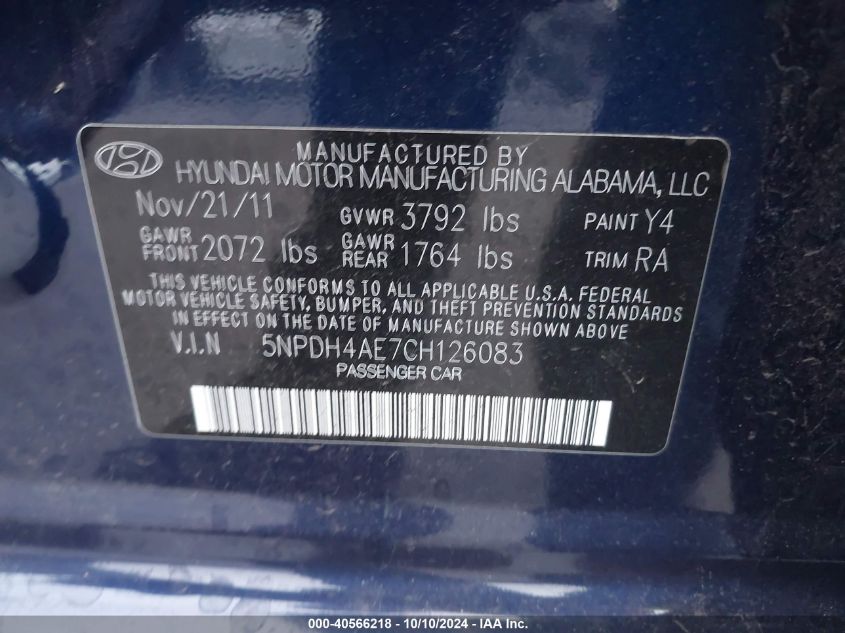 MANUFACTURED BY
HYUNDAI MOTOR MANUFACTURING ALABAMA, LLC
Nov/21/11 GVWR 3792 lbs PAINT Y4
GAWR FRONT 2072 lbs GAWR REAR 1764 lbs TRIM RA
THIS VEHICLE CONFORMS TO ALL APPLICABLE U.S.A. FEDERAL
MOTOR VEHICLE SAFETY, BUMPER, AND THEFT PREVENTION STANDARDS
IN EFFECT ON THE DATE OF MANUFACTURE SHOWN ABOVE.
V.I.N 5NPDH4AE7CH126083
PASSENGER CAR
000-40566218 - 10/10/2024 - www.iaai.com